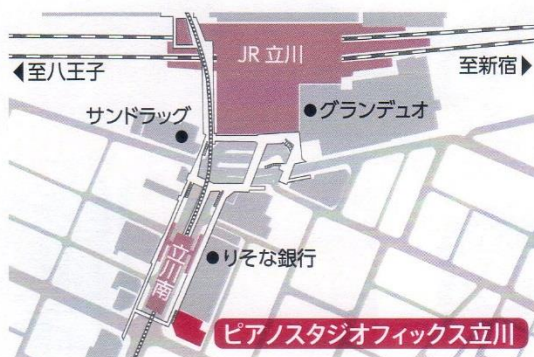 JR 立川
◀至八王子
至新宿▶
サンドラッグ
●グランデュオ
立川南
●りそな銀行
ピアノスタジオフィックス立川